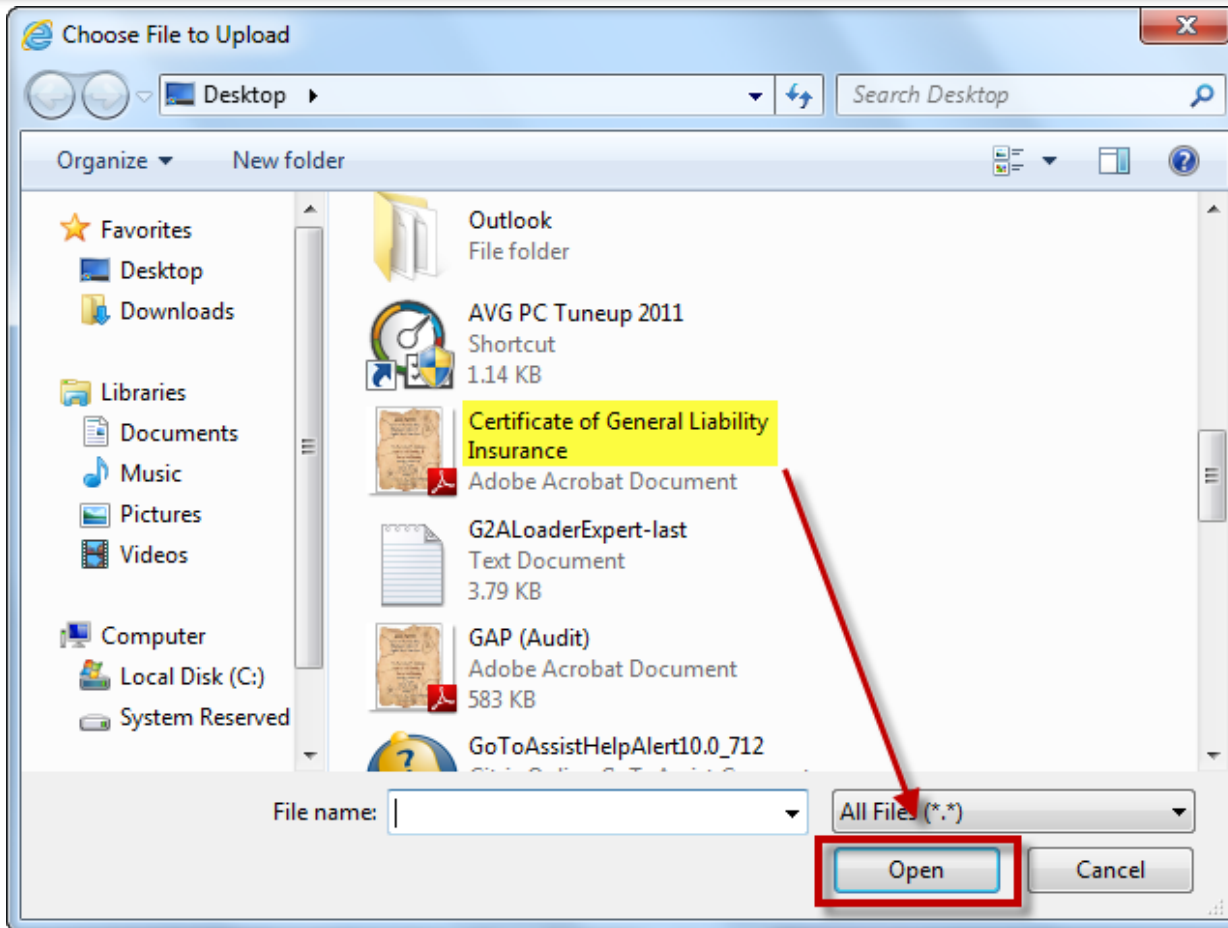 Choose File to Upload
Desktop
Search Desktop
Organize
New folder
Favorites
Desktop
Downloads
Libraries
Documents
Music
Pictures
Videos
Computer
Local Disk (C:)
System Reserved
Outlook
File folder
AVG PC Tuneup 2011
Shortcut
1.14 KB
Certificate of General Liability
Insurance
Adobe Acrobat Document
G2ALoaderExpert-last
Text Document
3.79 KB
GAP (Audit)
Adobe Acrobat Document
583 KB
GoToAssistHelpAlert10.0_712
File name:
All Files (*.*)
Open
Cancel